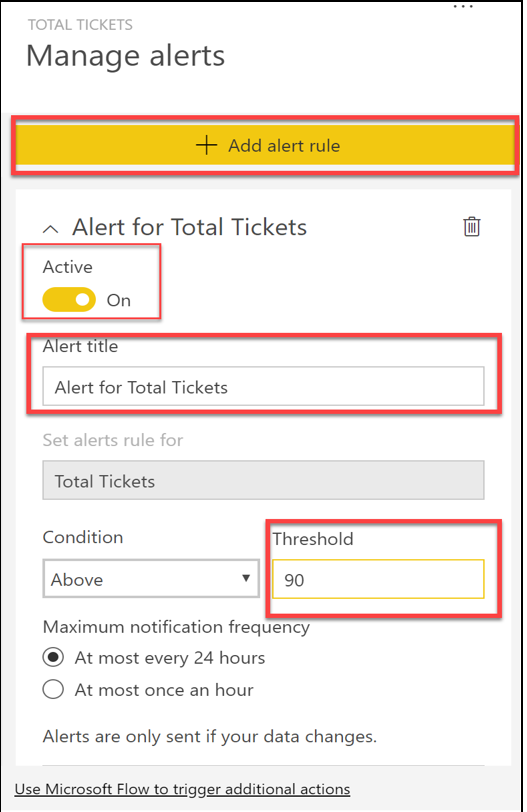 TOTAL TICKETS
Manage alerts
Add alert rule
Alert for Total Tickets
Active
On
Alert title
Alert for Total Tickets
Set alerts rule for
Total Tickets
Condition
Threshold
Above
90
Maximum notification frequency
At most every 24 hours
At most once an hour
Alerts are only sent if your data changes.
Use Microsoft Flow to trigger additional actions